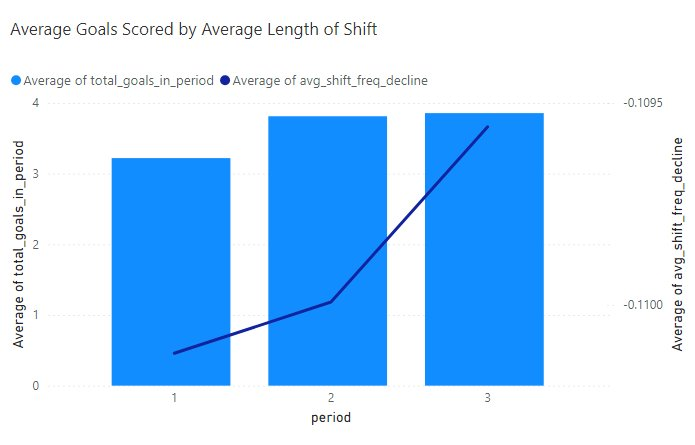 Average Goals Scored by Average Length of Shift
Average of total_goals_in_period Average of avg_shift_freq_decline
Average of total_goals_in_period
4
3
2
1
0
-0.1095
-0.1100
Average of avg_shift_freq_decline
1 2 3
period